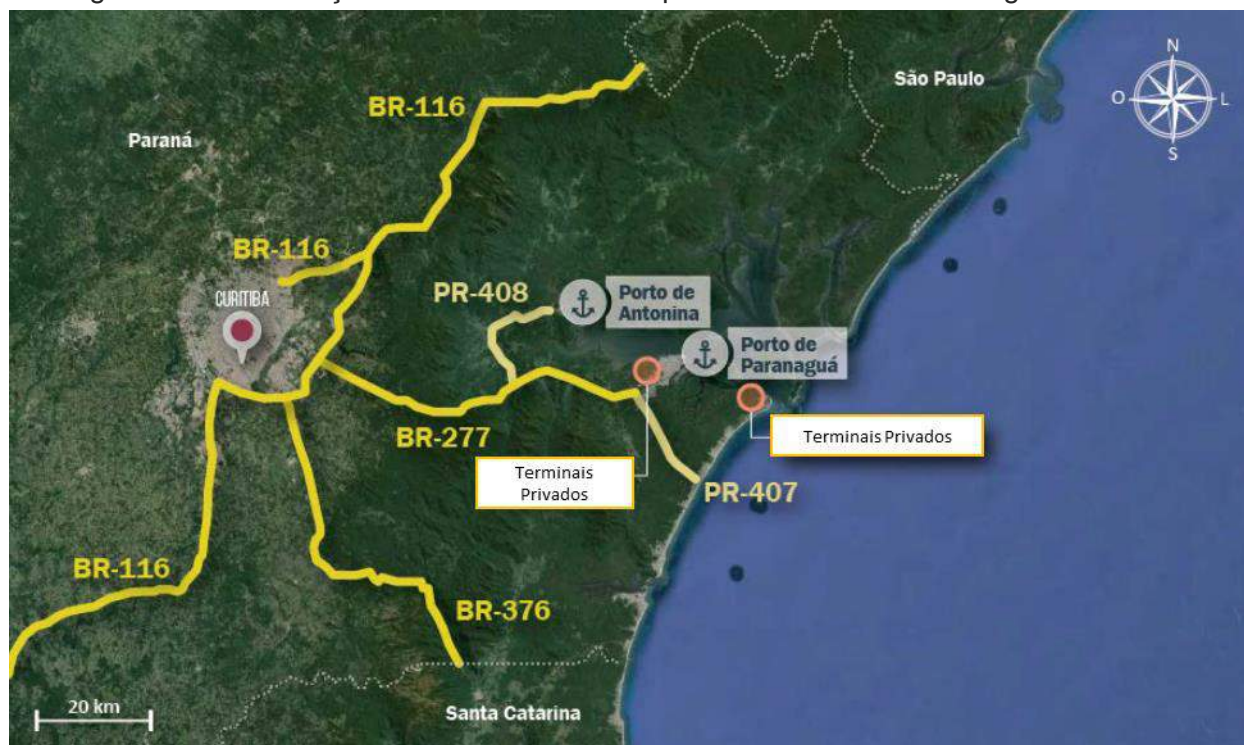 N
São Paulo
O
L
S
BR-116
Paraná
BR-116
CURITIBA
PR-408
Porto de
Antonina
Porto de
Paranaguá
Terminais Privados
BR-277
Terminais
Privados
PR-407
BR-116
BR-376
20 km
Santa Catarina